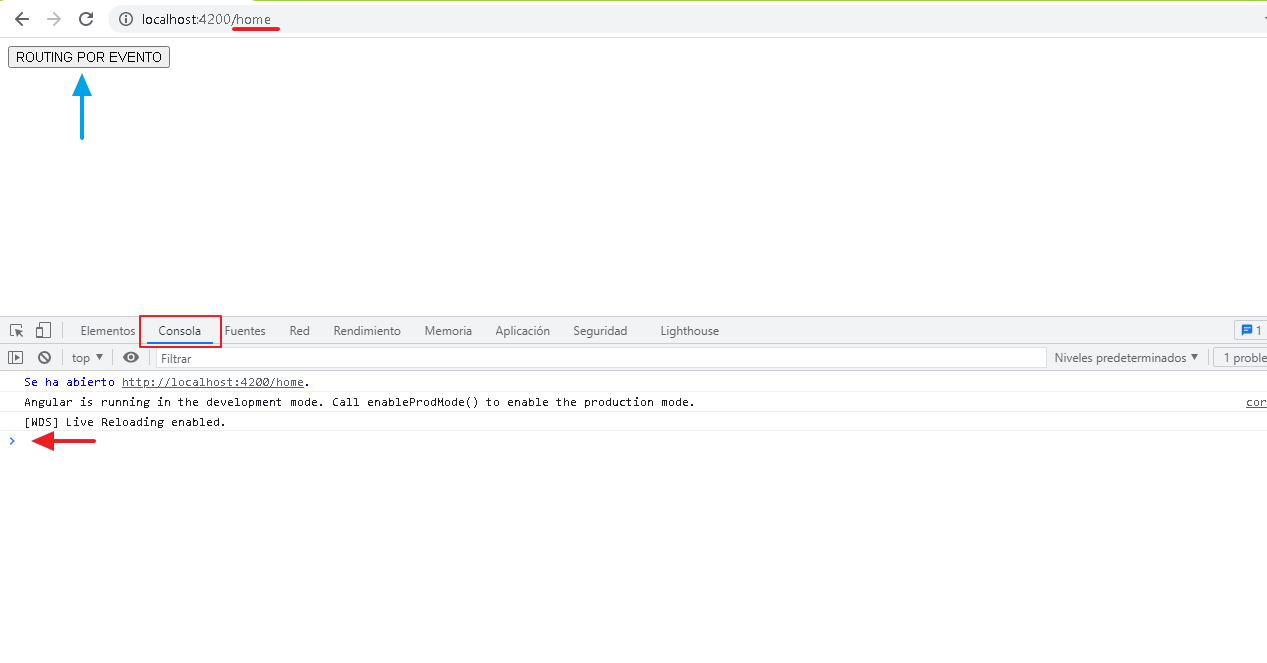 localhost:4200/home
ROUTING POR EVENTO
Elementos Consola Fuentes Red Rendimiento Memoria Aplicación Seguridad Lighthouse 1
top ▼ Filtrar Niveles predeterminados ▼ 1 proble
Se ha abierto http://localhost:4200/home.
Angular is running in the development mode. Call enableProdMode() to enable the production mode. cor
[WDS] Live Reloading enabled.
>